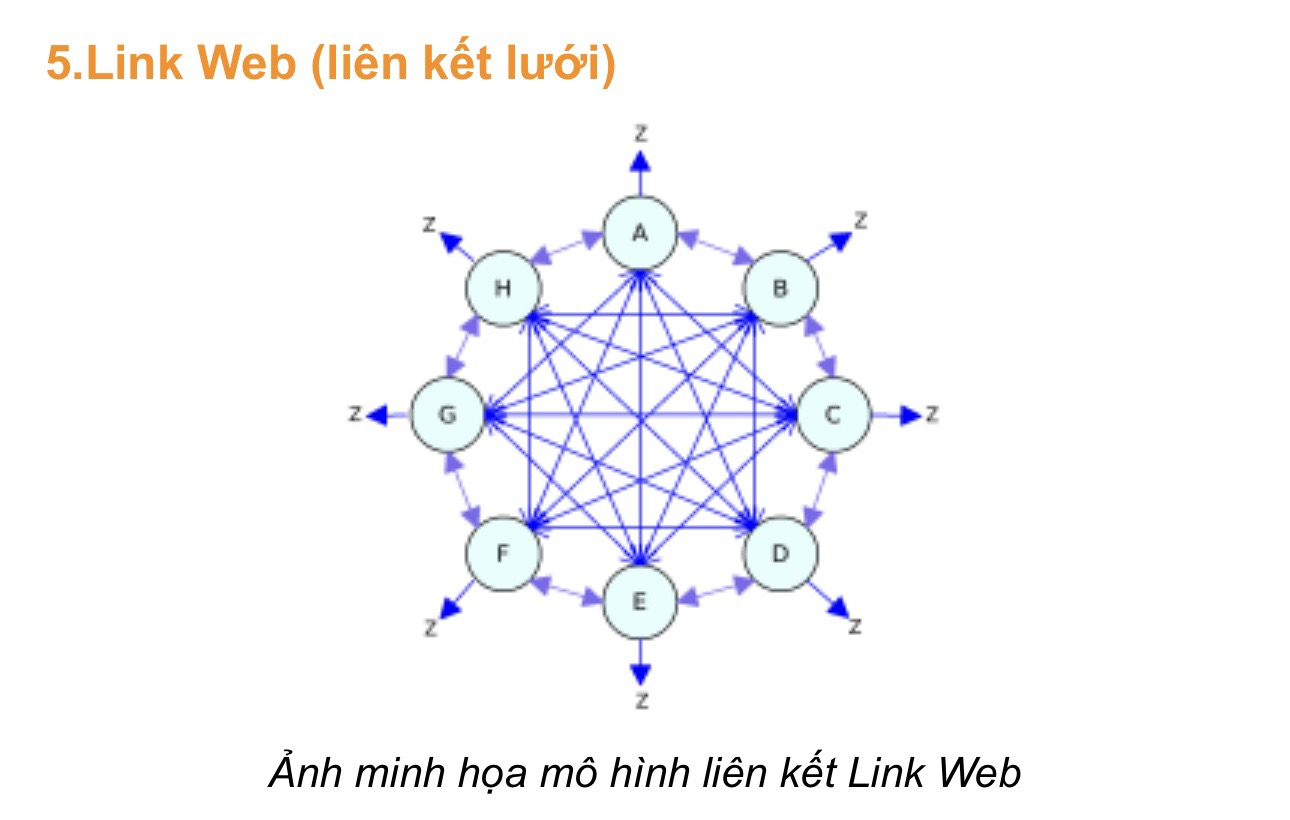 5.Link Web (liên kết lưới)
Z
A
Z
B
Z
H
Z
G
C
Z
F
D
Z
E
Z
Z
Ảnh minh họa mô hình liên kết Link Web